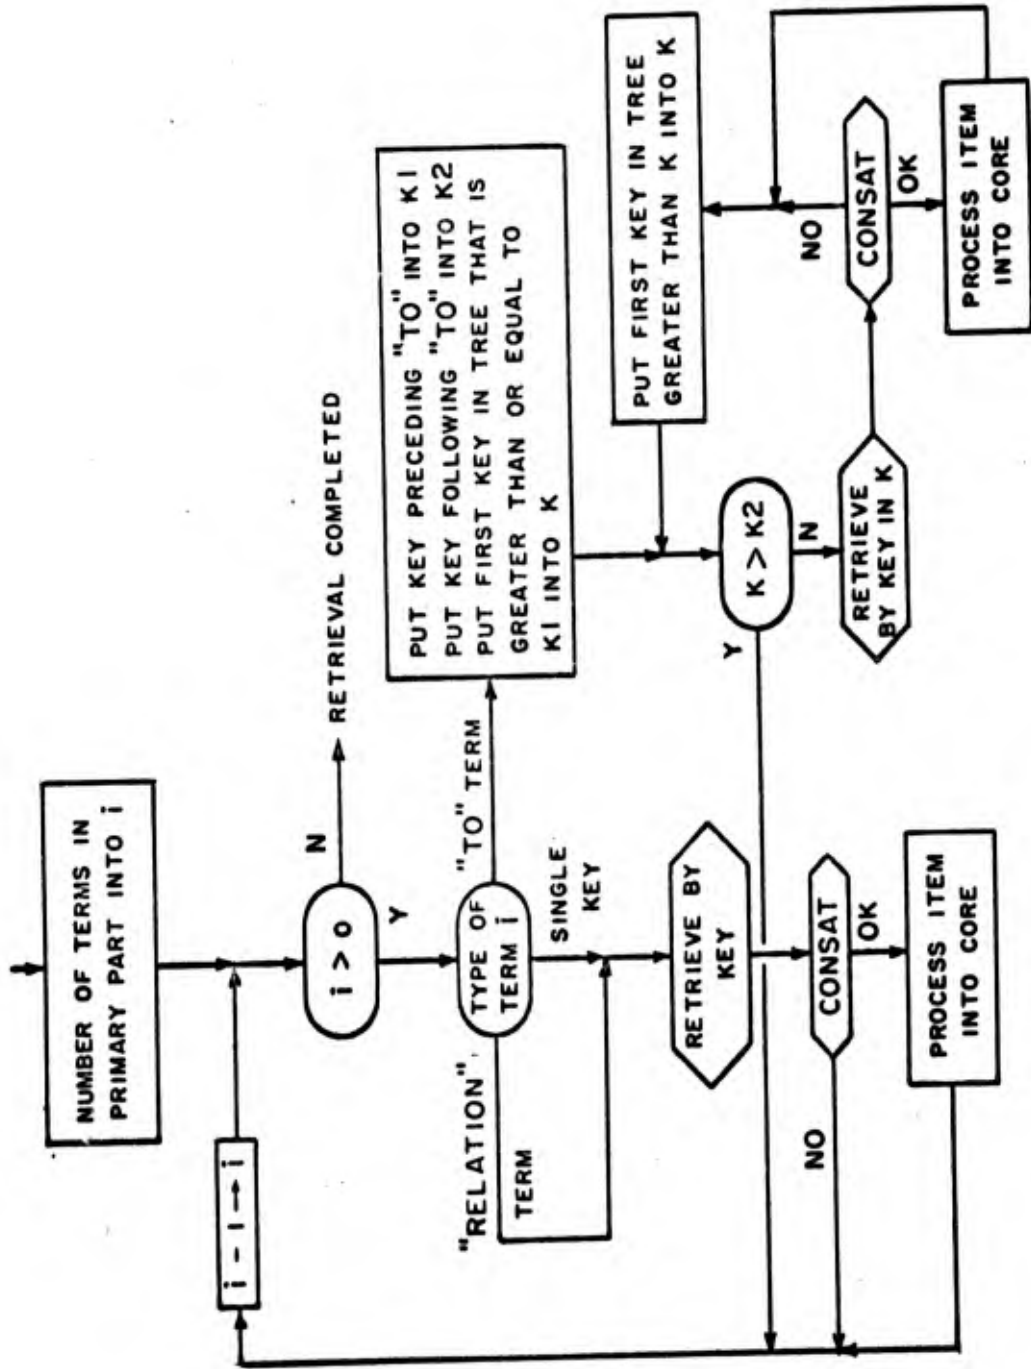 NUMBER OF TERMS IN
PRIMARY PART INTO i
i - 1 → i
i > 0
N
RETRIEVAL COMPLETED
Y
TYPE OF
TERM i
"TO" TERM
"RELATION"
TERM
SINGLE
KEY
PUT KEY PRECEDING "TO" INTO K1
PUT KEY FOLLOWING "TO" INTO K2
PUT FIRST KEY IN TREE THAT IS
GREATER THAN OR EQUAL TO
K1 INTO K
RETRIEVE BY
KEY
CONSAT
NO
OK
PROCESS ITEM
INTO CORE
PUT FIRST KEY IN TREE
GREATER THAN K INTO K
K > K2
Y
N
RETRIEVE
BY KEY IN K
CONSAT
NO
OK
PROCESS ITEM
INTO CORE